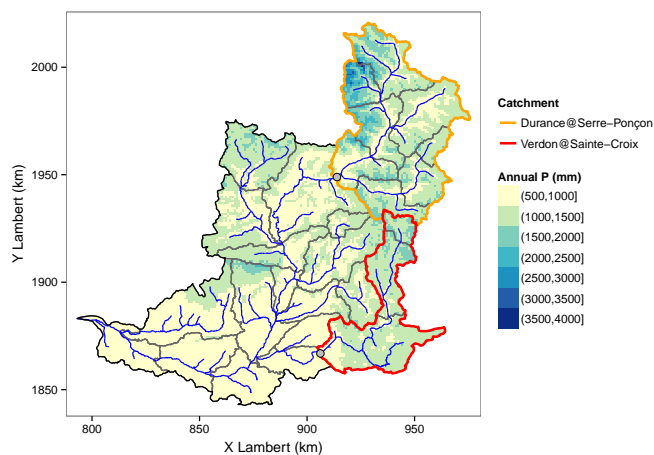 2000
1950
1900
1850
Y Lambert (km)
800
850
900
950
X Lambert (km)
Catchment
Durance@Serre−Ponçon
Verdon@Sainte−Croix
Annual P (mm)
(500,1000]
(1000,1500]
(1500,2000]
(2000,2500]
(2500,3000]
(3000,3500]
(3500,4000]